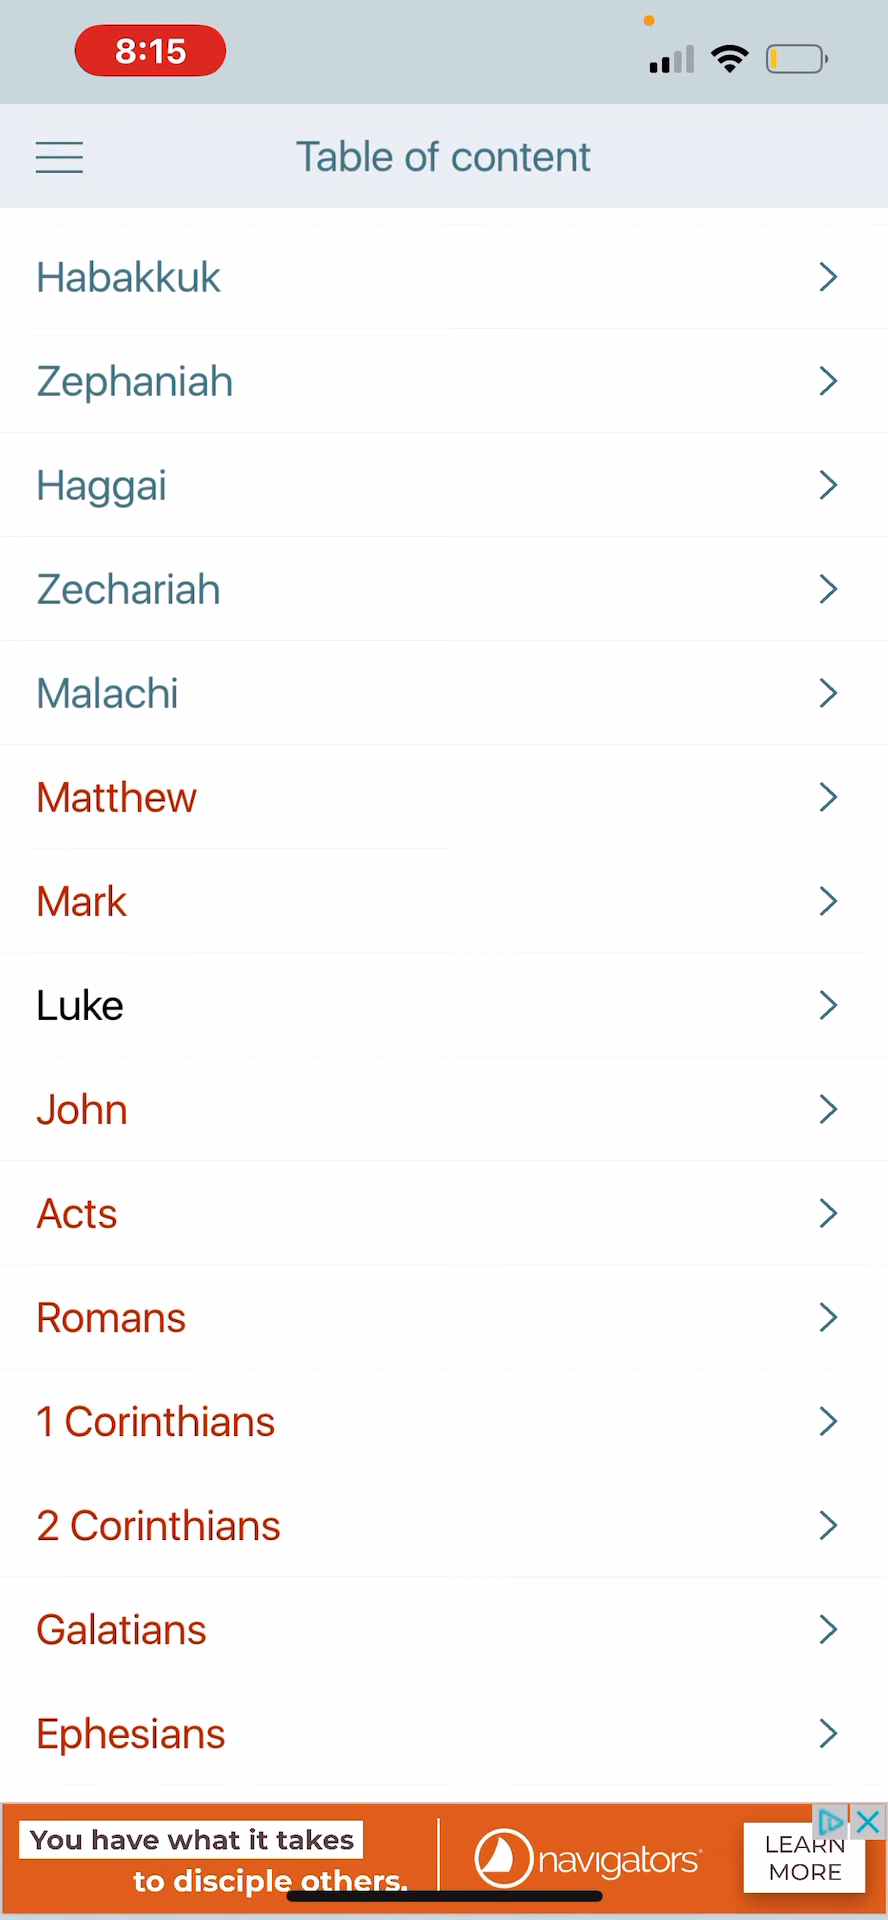 8:15
Table of content
Habakkuk
Zephaniah
Haggai
Zechariah
Malachi
Matthew
Mark
Luke
John
Acts
Romans
1 Corinthians
2 Corinthians
Galatians
Ephesians
You have what it takes
to disciple others.
navigators
LEARN
MORE